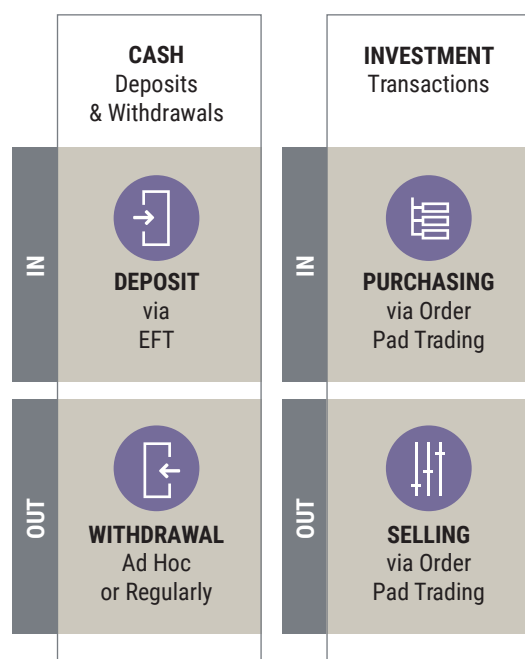 CASH
Deposits
& Withdrawals
IN
DEPOSIT
via
EFT
OUT
WITHDRAWAL
Ad Hoc
or Regularly
INVESTMENT
Transactions
IN
PURCHASING
via Order
Pad Trading
OUT
SELLING
via Order
Pad Trading